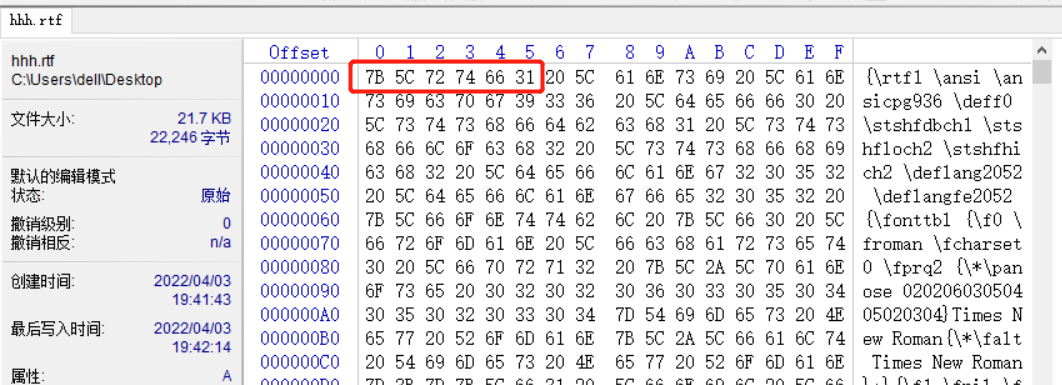 hhh.rtf
hhh.rtf
C:\Users\dell\Desktop
文件大小: 21.7 KB
22,246 字节
默认的编辑模式
状态: 原始
撤销级别: 0
撤销相反: n/a
创建时间: 2022/04/03
19:41:43
最后写入时间: 2022/04/03
19:42:14
属性: A
Offset 0 1 2 3 4 5 6 7 8 9 A B C D E F
00000000 7B 5C 72 74 66 31 20 5C 61 6E 73 69 20 5C 61 6E {\rtf1 \ansi \an
00000010 73 69 63 70 67 39 33 36 20 5C 64 65 66 66 30 20 sicpg936 \deff0
00000020 5C 73 74 73 68 66 64 62 63 68 31 20 5C 73 74 73 \stshfdbch1 \sts
00000030 68 66 6C 6F 63 68 32 20 5C 73 74 73 68 66 68 69 hfloch2 \stshfhi
00000040 63 68 32 20 5C 64 65 66 6C 61 6E 67 32 30 35 32 ch2 \deflang2052
00000050 20 5C 64 65 66 6C 61 6E 67 66 65 32 30 35 32 20 \deflangfe2052
00000060 7B 5C 66 6F 6E 74 74 62 6C 20 7B 5C 66 30 20 5C {\fonttbl {\f0 \
00000070 66 72 6F 6D 61 6E 20 5C 66 63 68 61 72 73 65 74 froman \fcharset
00000080 30 20 5C 66 70 72 71 32 20 7B 5C 2A 5C 70 61 6E 0 \fprq2 {\*\pan
00000090 6F 73 65 20 30 32 30 32 30 36 30 33 30 35 30 34 ose 020206030504
000000A0 30 35 30 32 30 33 30 34 7D 54 69 6D 65 73 20 4E 05020304}Times N
000000B0 65 77 20 52 6F 6D 61 6E 7B 5C 2A 5C 66 61 6C 74 ew Roman{\*\falt
000000C0 20 54 69 6D 65 73 20 4E 65 77 20 52 6F 6D 61 6E Times New Roman